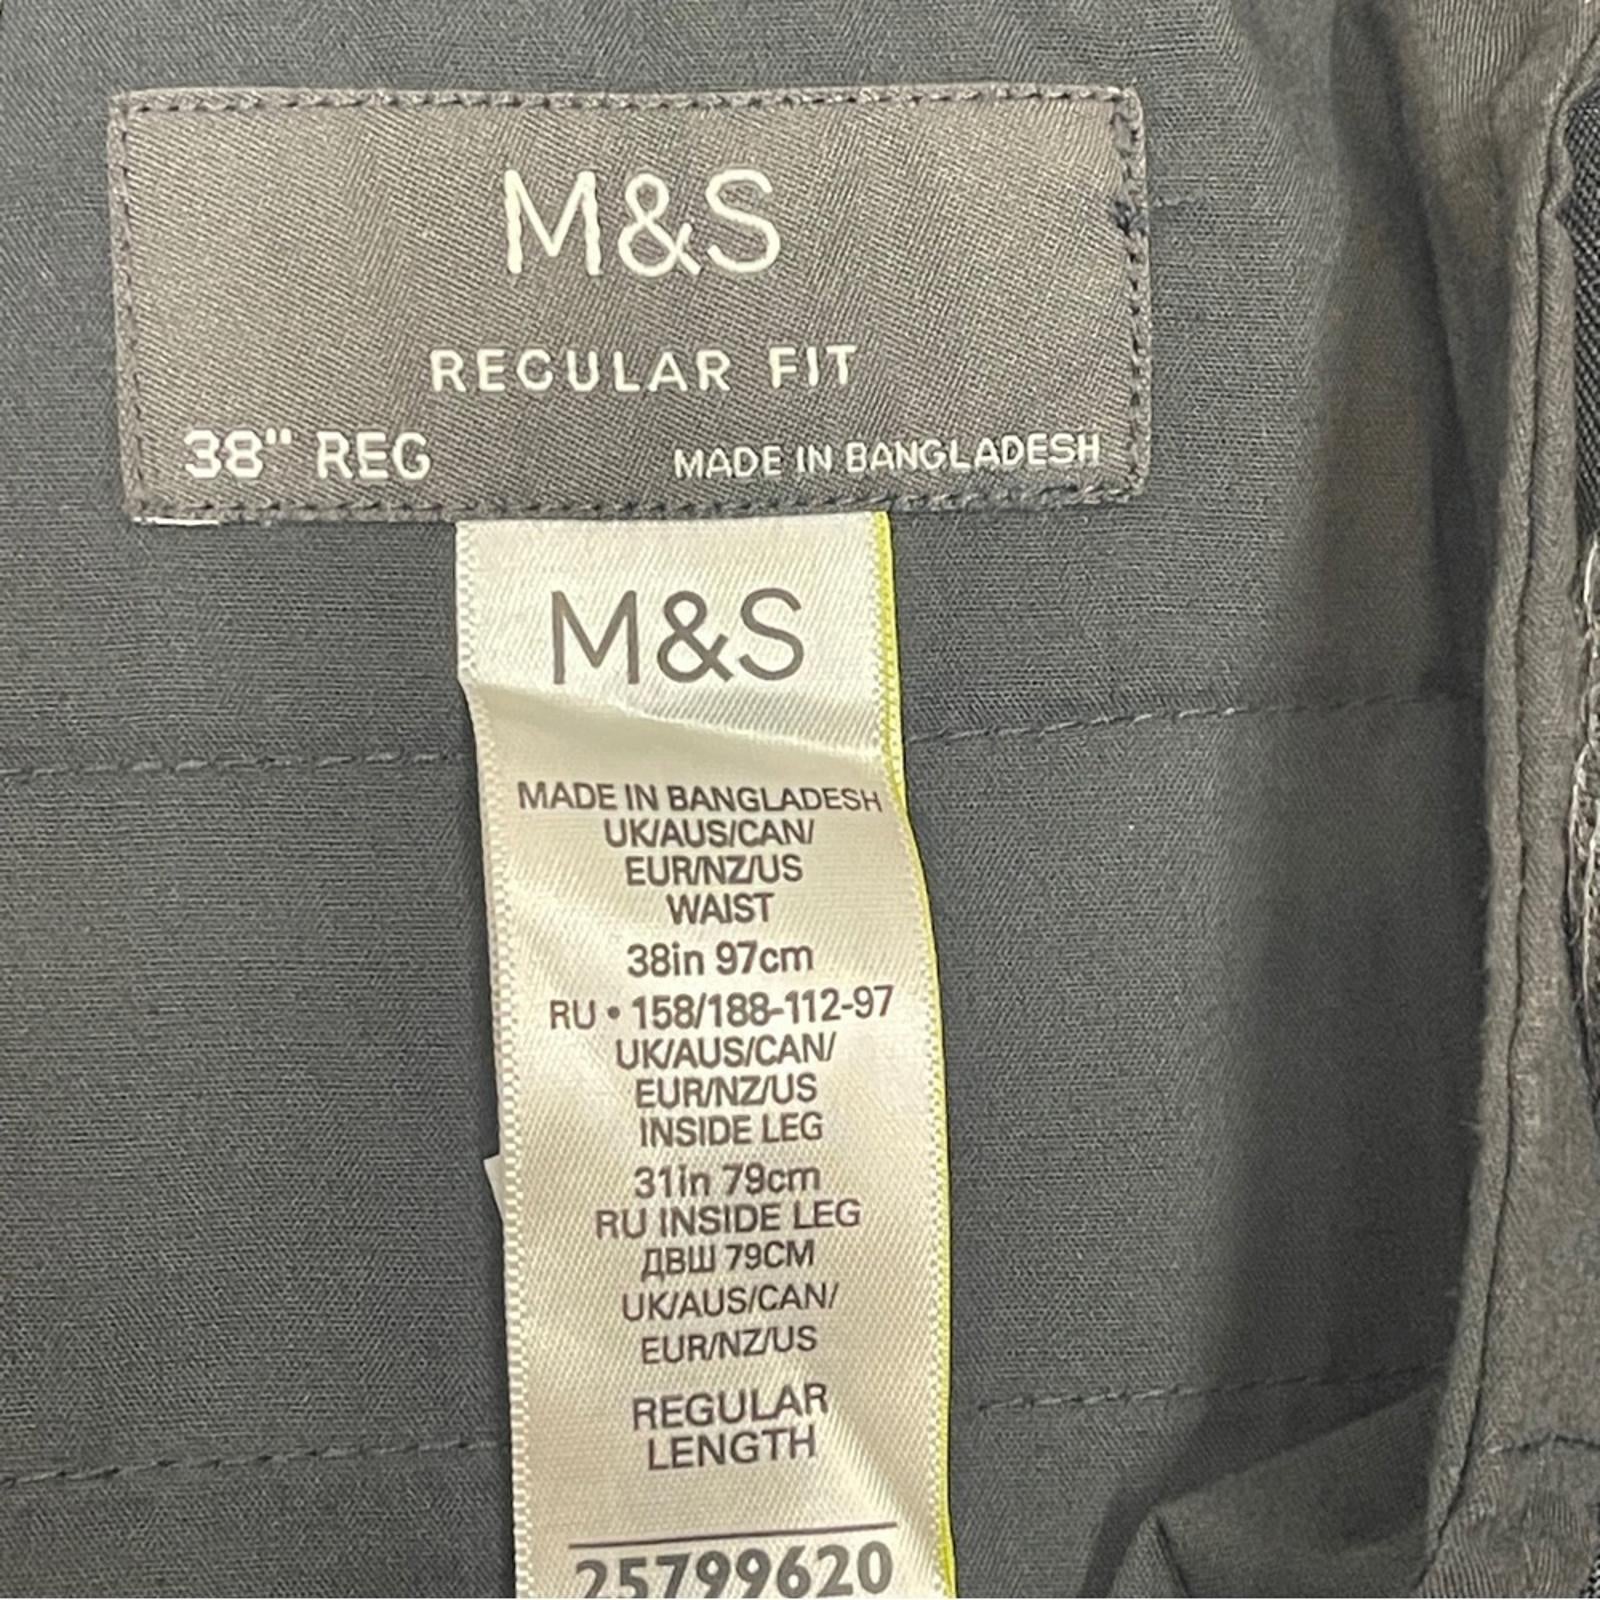 M&S
REGULAR FIT
38" REG MADE IN BANGLADESH
M&S
MADE IN BANGLADESH
UK/AUS/CAN/
EUR/NZ/US
WAIST
38in 97cm
RU • 158/188-112-97
UK/AUS/CAN/
EUR/NZ/US
INSIDE LEG
31in 79cm
RU INSIDE LEG
ДВШ 79СМ
UK/AUS/CAN/
EUR/NZ/US
REGULAR
LENGTH
25799620